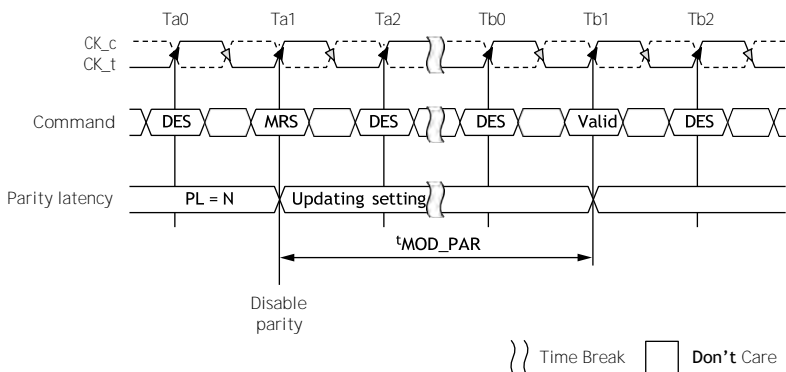 Ta0 Ta1 Ta2 Tb0 Tb1 Tb2
CK_c
CK_t
Command DES MRS DES DES Valid DES
Parity latency PL = N Updating setting
tMOD_PAR
Disable
parity
Time Break Don't Care